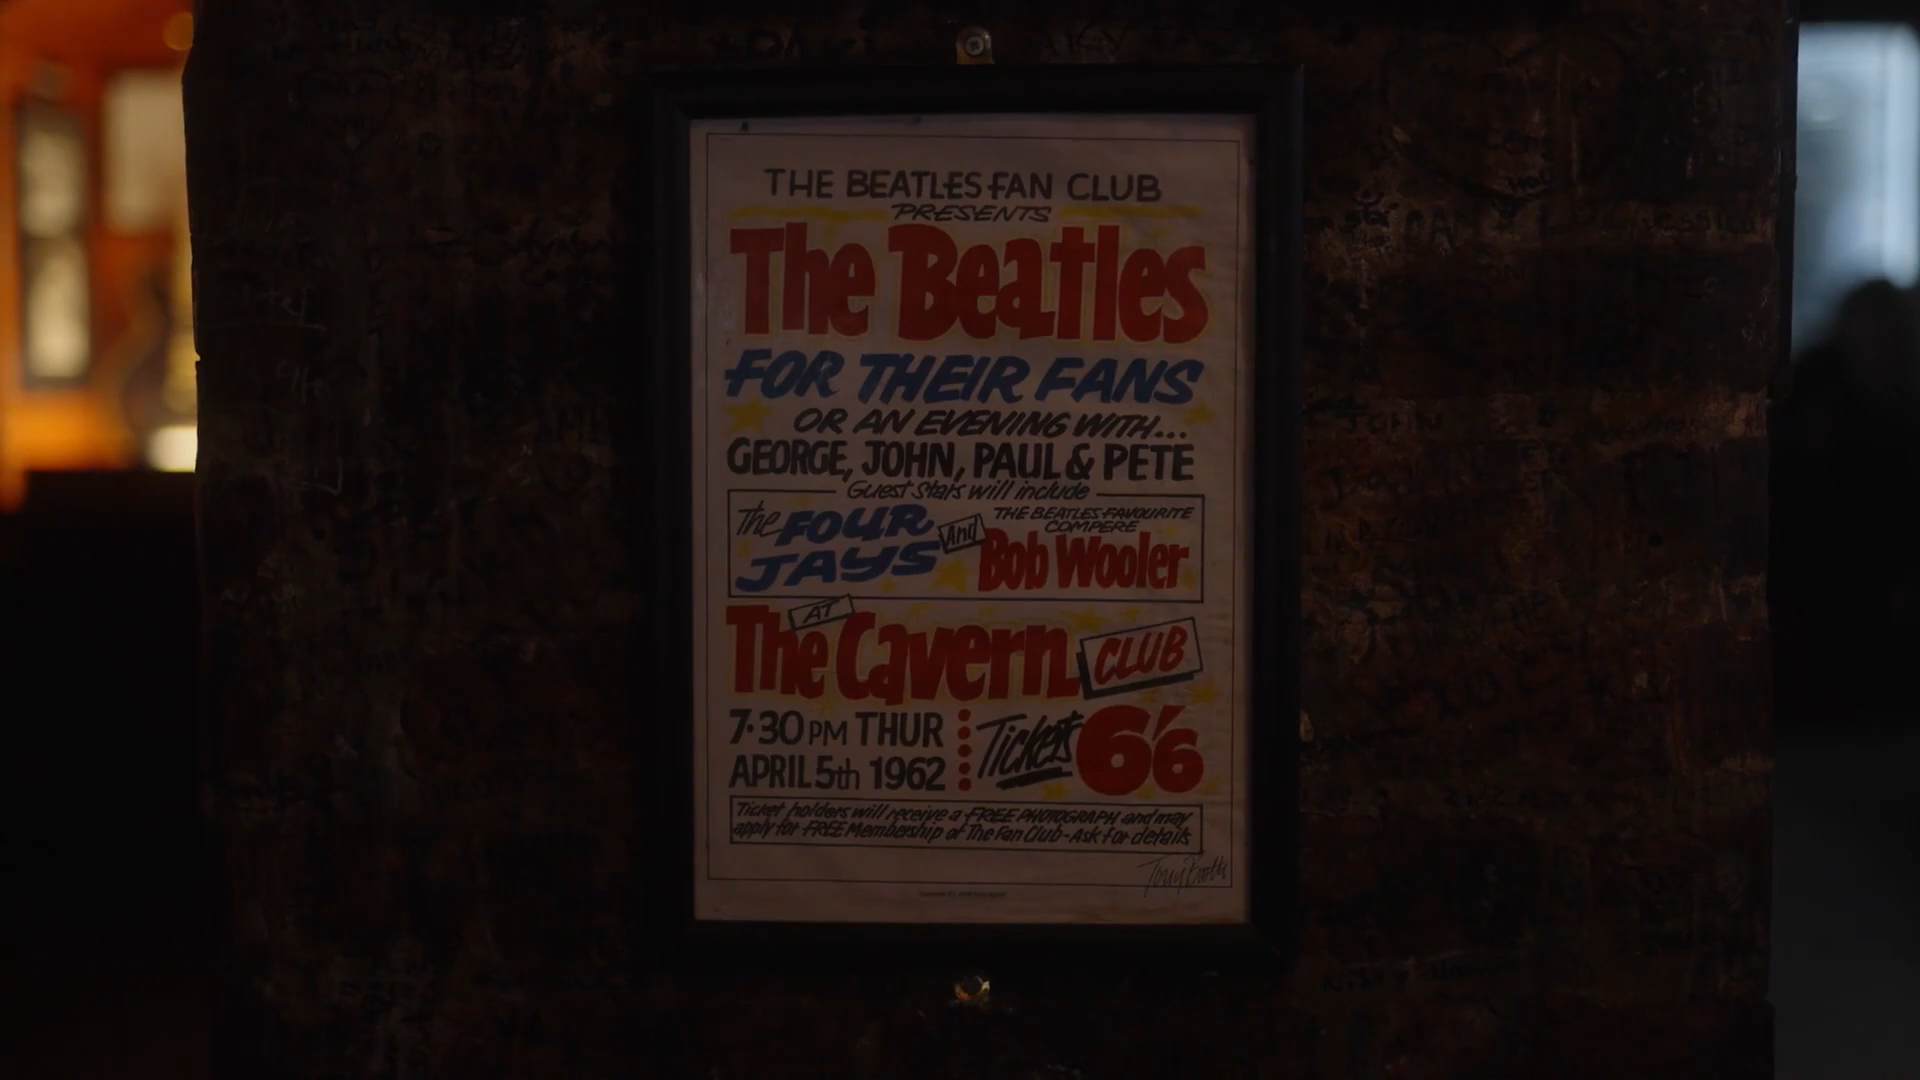 THE BEATLES FAN CLUB
PRESENTS
The Beatles
FOR THEIR FANS
OR AN EVENING WITH...
GEORGE, JOHN, PAUL & PETE
Guest Stars will include
The FOUR JAYS
And
THE BEATLES FAVOURITE
COMPERE
Bob Wooler
AT
The Cavern CLUB
7·30 PM THUR
APRIL 5th 1962
Tickets 6'6
Ticket holders will receive a FREE PHOTOGRAPH and may
apply for FREE Membership of The Fan Club-Ask for details
Tony Booth